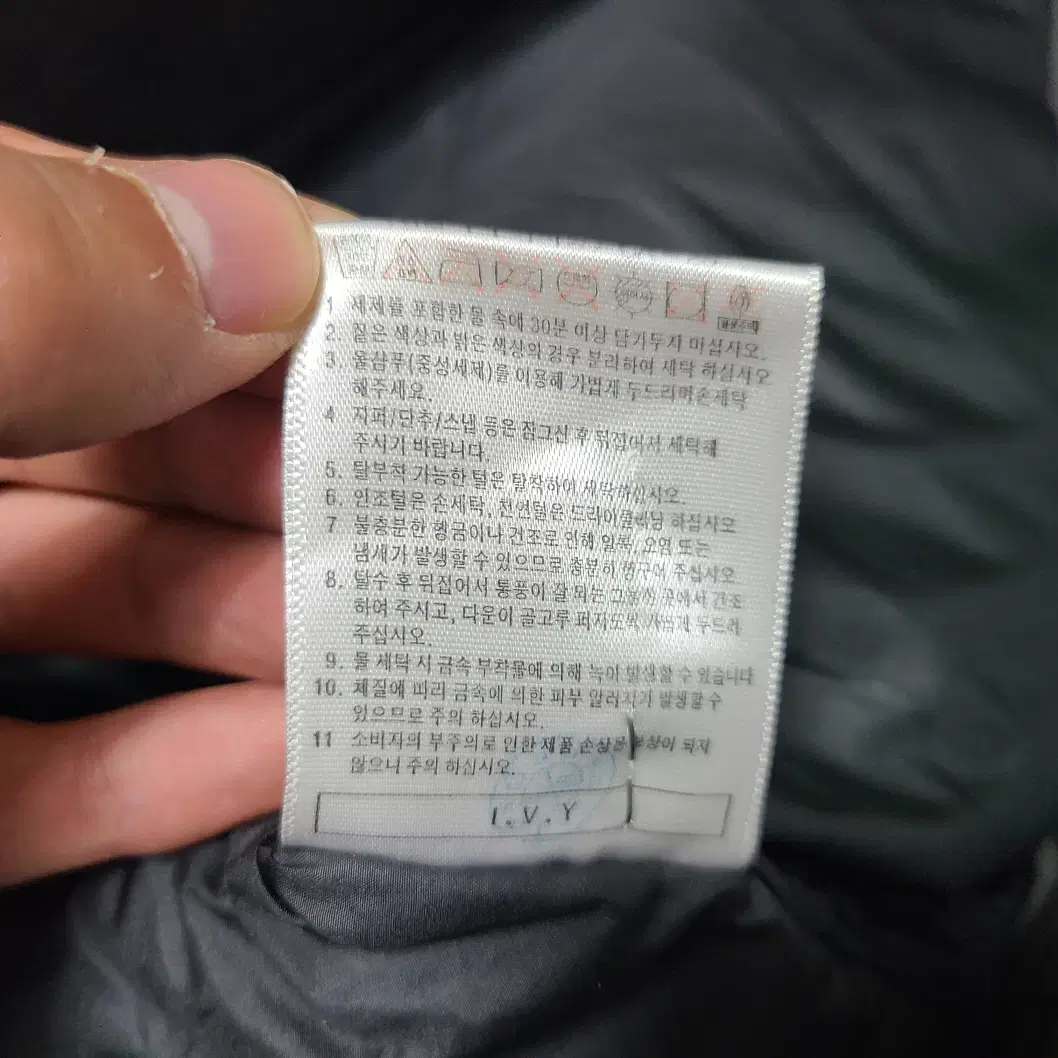 1 세제를 포함한 물 속에 30분 이상 담가두지 마십시오.
2 짙은 색상과 밝은 색상의 경우 분리하여 세탁 하십시오
3. 울샴푸(중성세제)를 이용해 가볍게 두드리며손세탁
해주세요.
4 지퍼/단추/스냅 등은 잠그신 후 뒤집어서 세탁해
주시기 바랍니다.
5. 탈부착 가능한 털은 탈착하여 세탁하십시오.
6. 인조털은 손세탁, 천연털은 드라이클리닝 하십시오
7 불충분한 헹굼이나 건조로 인해 얼룩, 오염 또는
냄새가 발생할 수 있으므로 충분히 헹구어 주십시오
8. 탈수 후 뒤집어서 통풍이 잘 되는 그늘진 곳에서 건조
하여 주시고, 다운이 골고루 퍼지도록 가볍게 두드려
주십시오.
9. 물 세탁 시 금속 부착물에 의해 녹이 발생할 수 있습니다
10. 체질에 따라 금속에 의한 피부 알러지가 발생할 수
있으므로 주의 하십시오.
11 소비자의 부주의로 인한 제품 손상은 보상이 되지
않으니 주의 하십시오.
I.V.Y